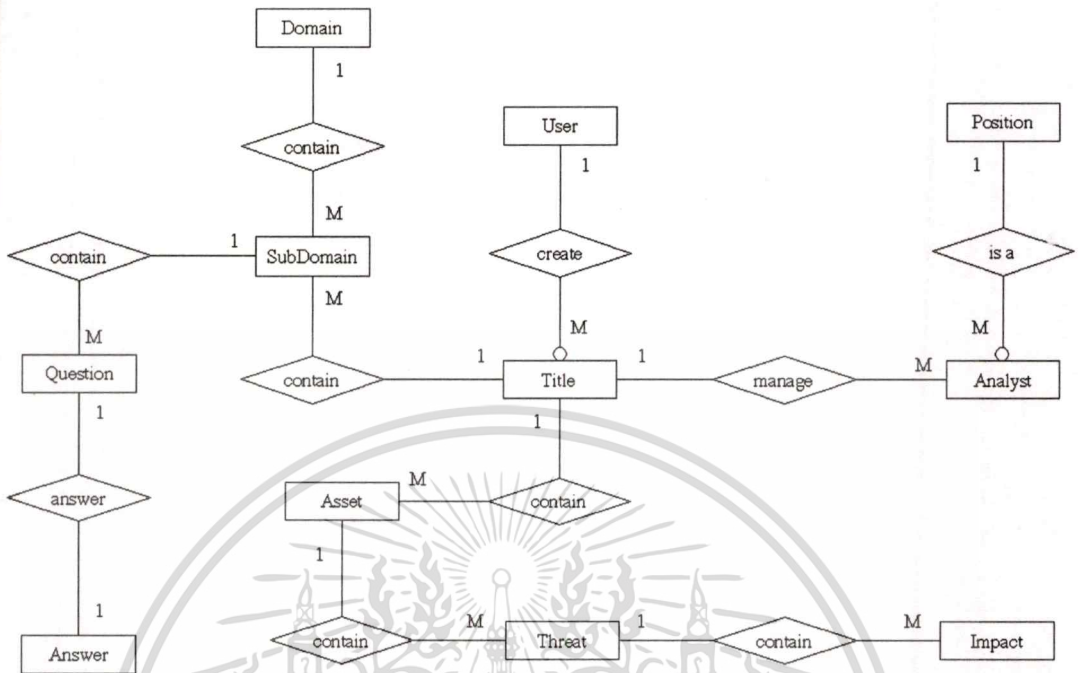 Domain
1
contain
M
User
1
Position
1
contain
1
SubDomain
create
is a
M
M
M
M
Question
contain
1
Title
1
manage
M
Analyst
1
1
answer
Asset
M
contain
1
1
Answer
contain
M
Threat
1
contain
M
Impact